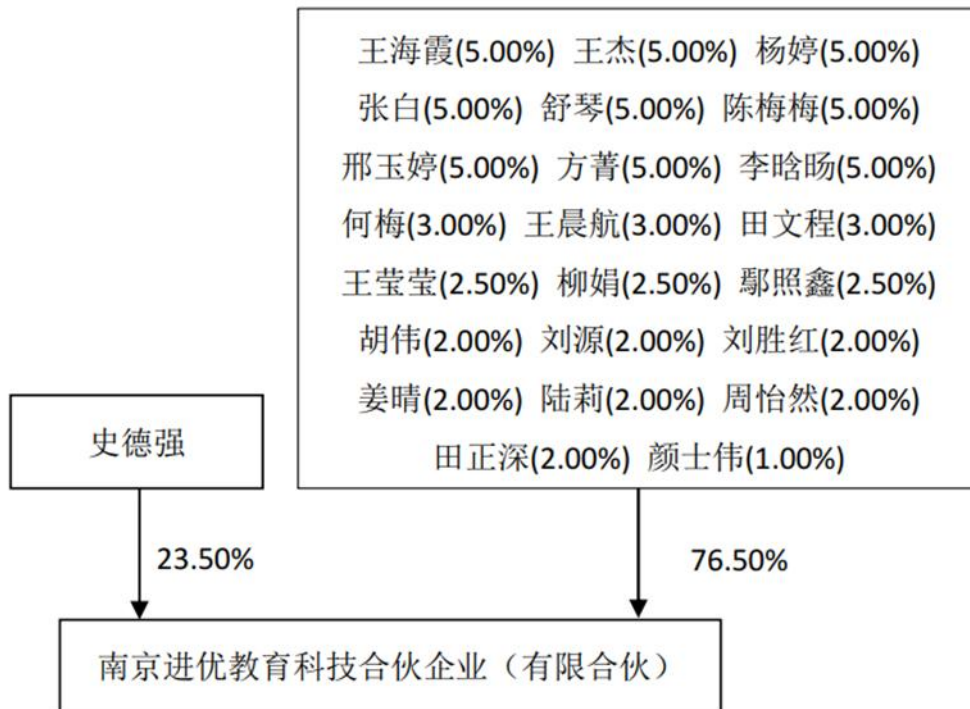 王海霞(5.00%) 王杰(5.00%) 杨婷(5.00%)
张白(5.00%) 舒琴(5.00%) 陈梅梅(5.00%)
邢玉婷(5.00%) 方菁(5.00%) 李晗旸(5.00%)
何梅(3.00%) 王晨航(3.00%) 田文程(3.00%)
王莹莹(2.50%) 柳娟(2.50%) 鄢照鑫(2.50%)
胡伟(2.00%) 刘源(2.00%) 刘胜红(2.00%)
姜晴(2.00%) 陆莉(2.00%) 周怡然(2.00%)
田正深(2.00%) 颜士伟(1.00%)
史德强
23.50%
76.50%
南京进优教育科技合伙企业（有限合伙）